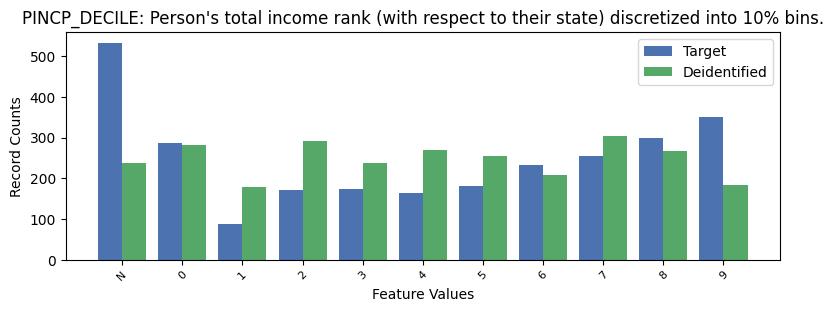 PINCP_DECILE: Person's total income rank (with respect to their state) discretized into 10% bins.
Target
Deidentified
Record Counts
500
400
300
200
100
0
N 0 1 2 3 4 5 6 7 8 9
Feature Values